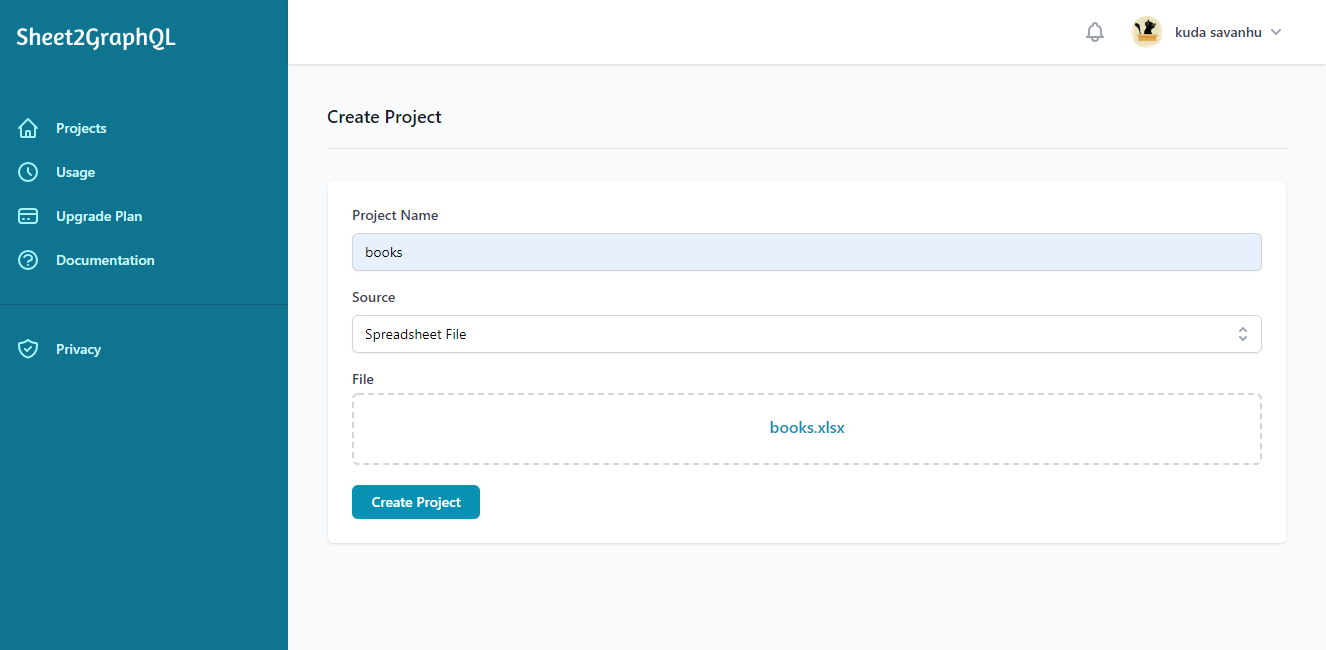 Sheet2GraphQL
kuda savanhu
Projects
Usage
Upgrade Plan
Documentation
Privacy
Create Project
Project Name
books
Source
Spreadsheet File
File
books.xlsx
Create Project